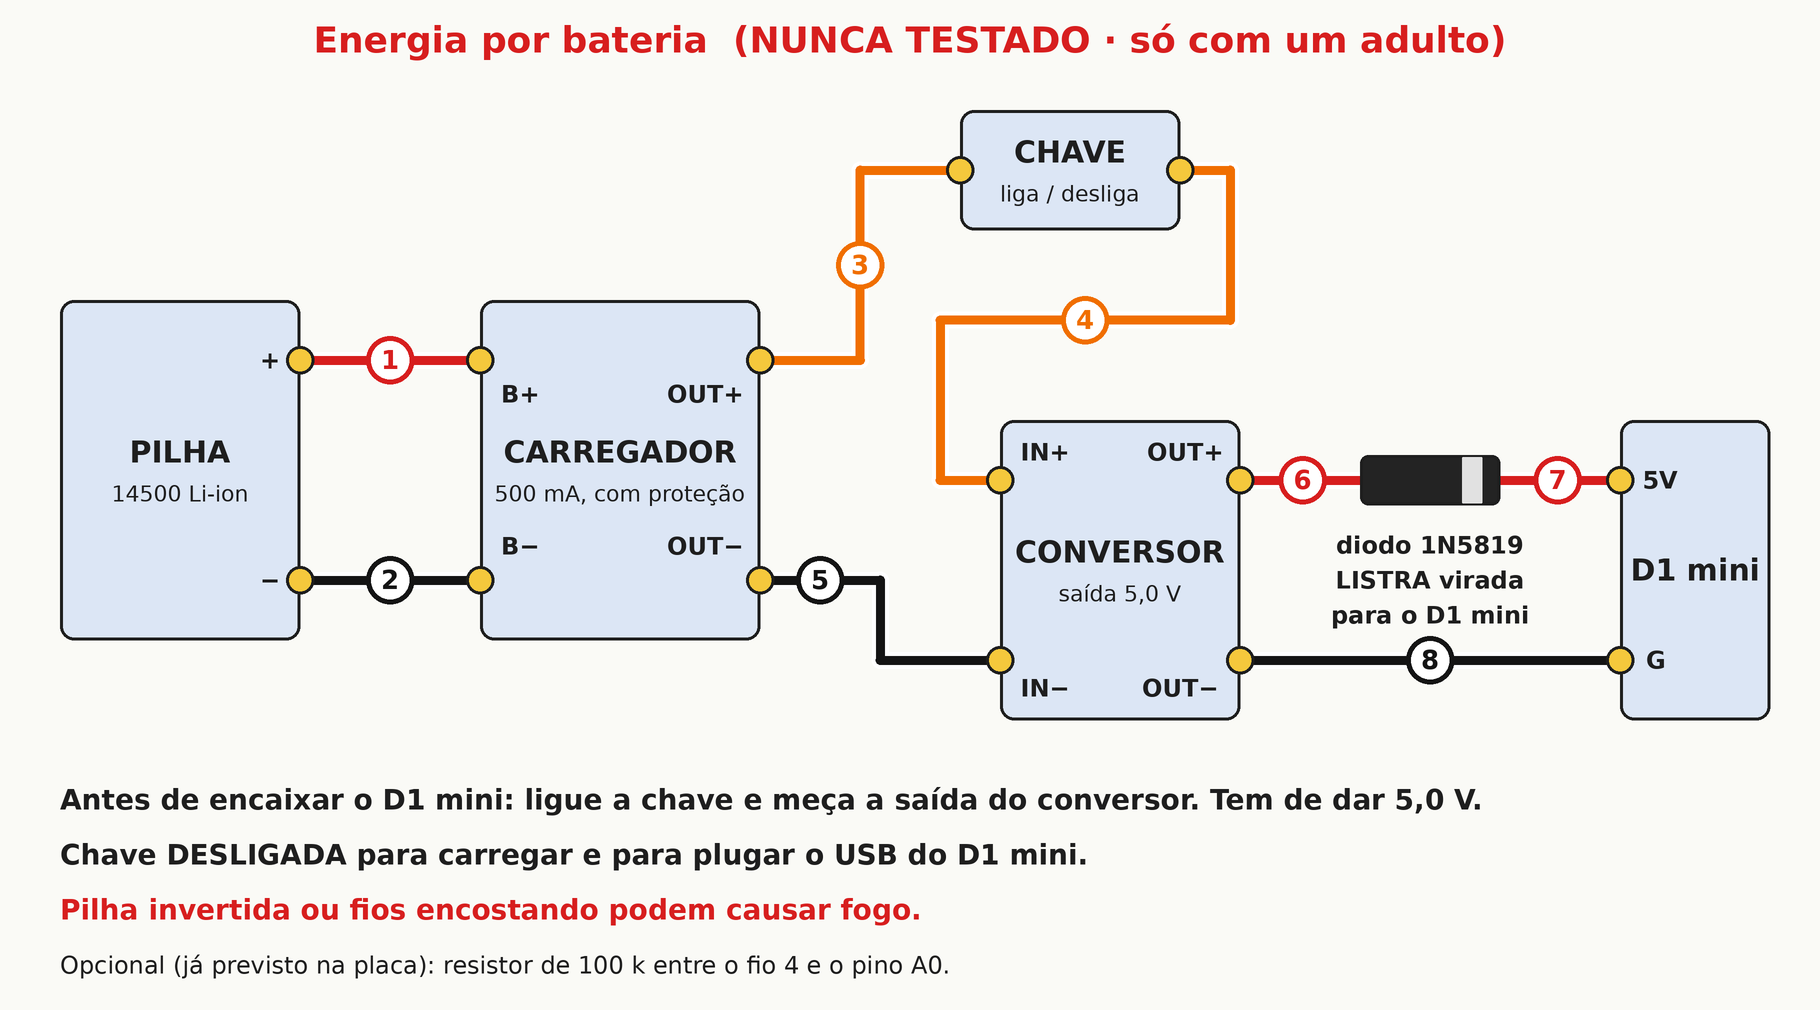 Energia por bateria (NUNCA TESTADO · só com um adulto)
CHAVE
liga / desliga
3
4
+
1
B+
OUT+
PILHA
14500 Li-ion
CARREGADOR
500 mA, com proteção
B−
OUT−
−
2
5
IN+
OUT+
6
7
5V
CONVERSOR
saída 5,0 V
diodo 1N5819
LISTRA virada
para o D1 mini
D1 mini
8
G
IN−
OUT−
Antes de encaixar o D1 mini: ligue a chave e meça a saída do conversor. Tem de dar 5,0 V.
Chave DESLIGADA para carregar e para plugar o USB do D1 mini.
Pilha invertida ou fios encostando podem causar fogo.
Opcional (já previsto na placa): resistor de 100 k entre o fio 4 e o pino A0.